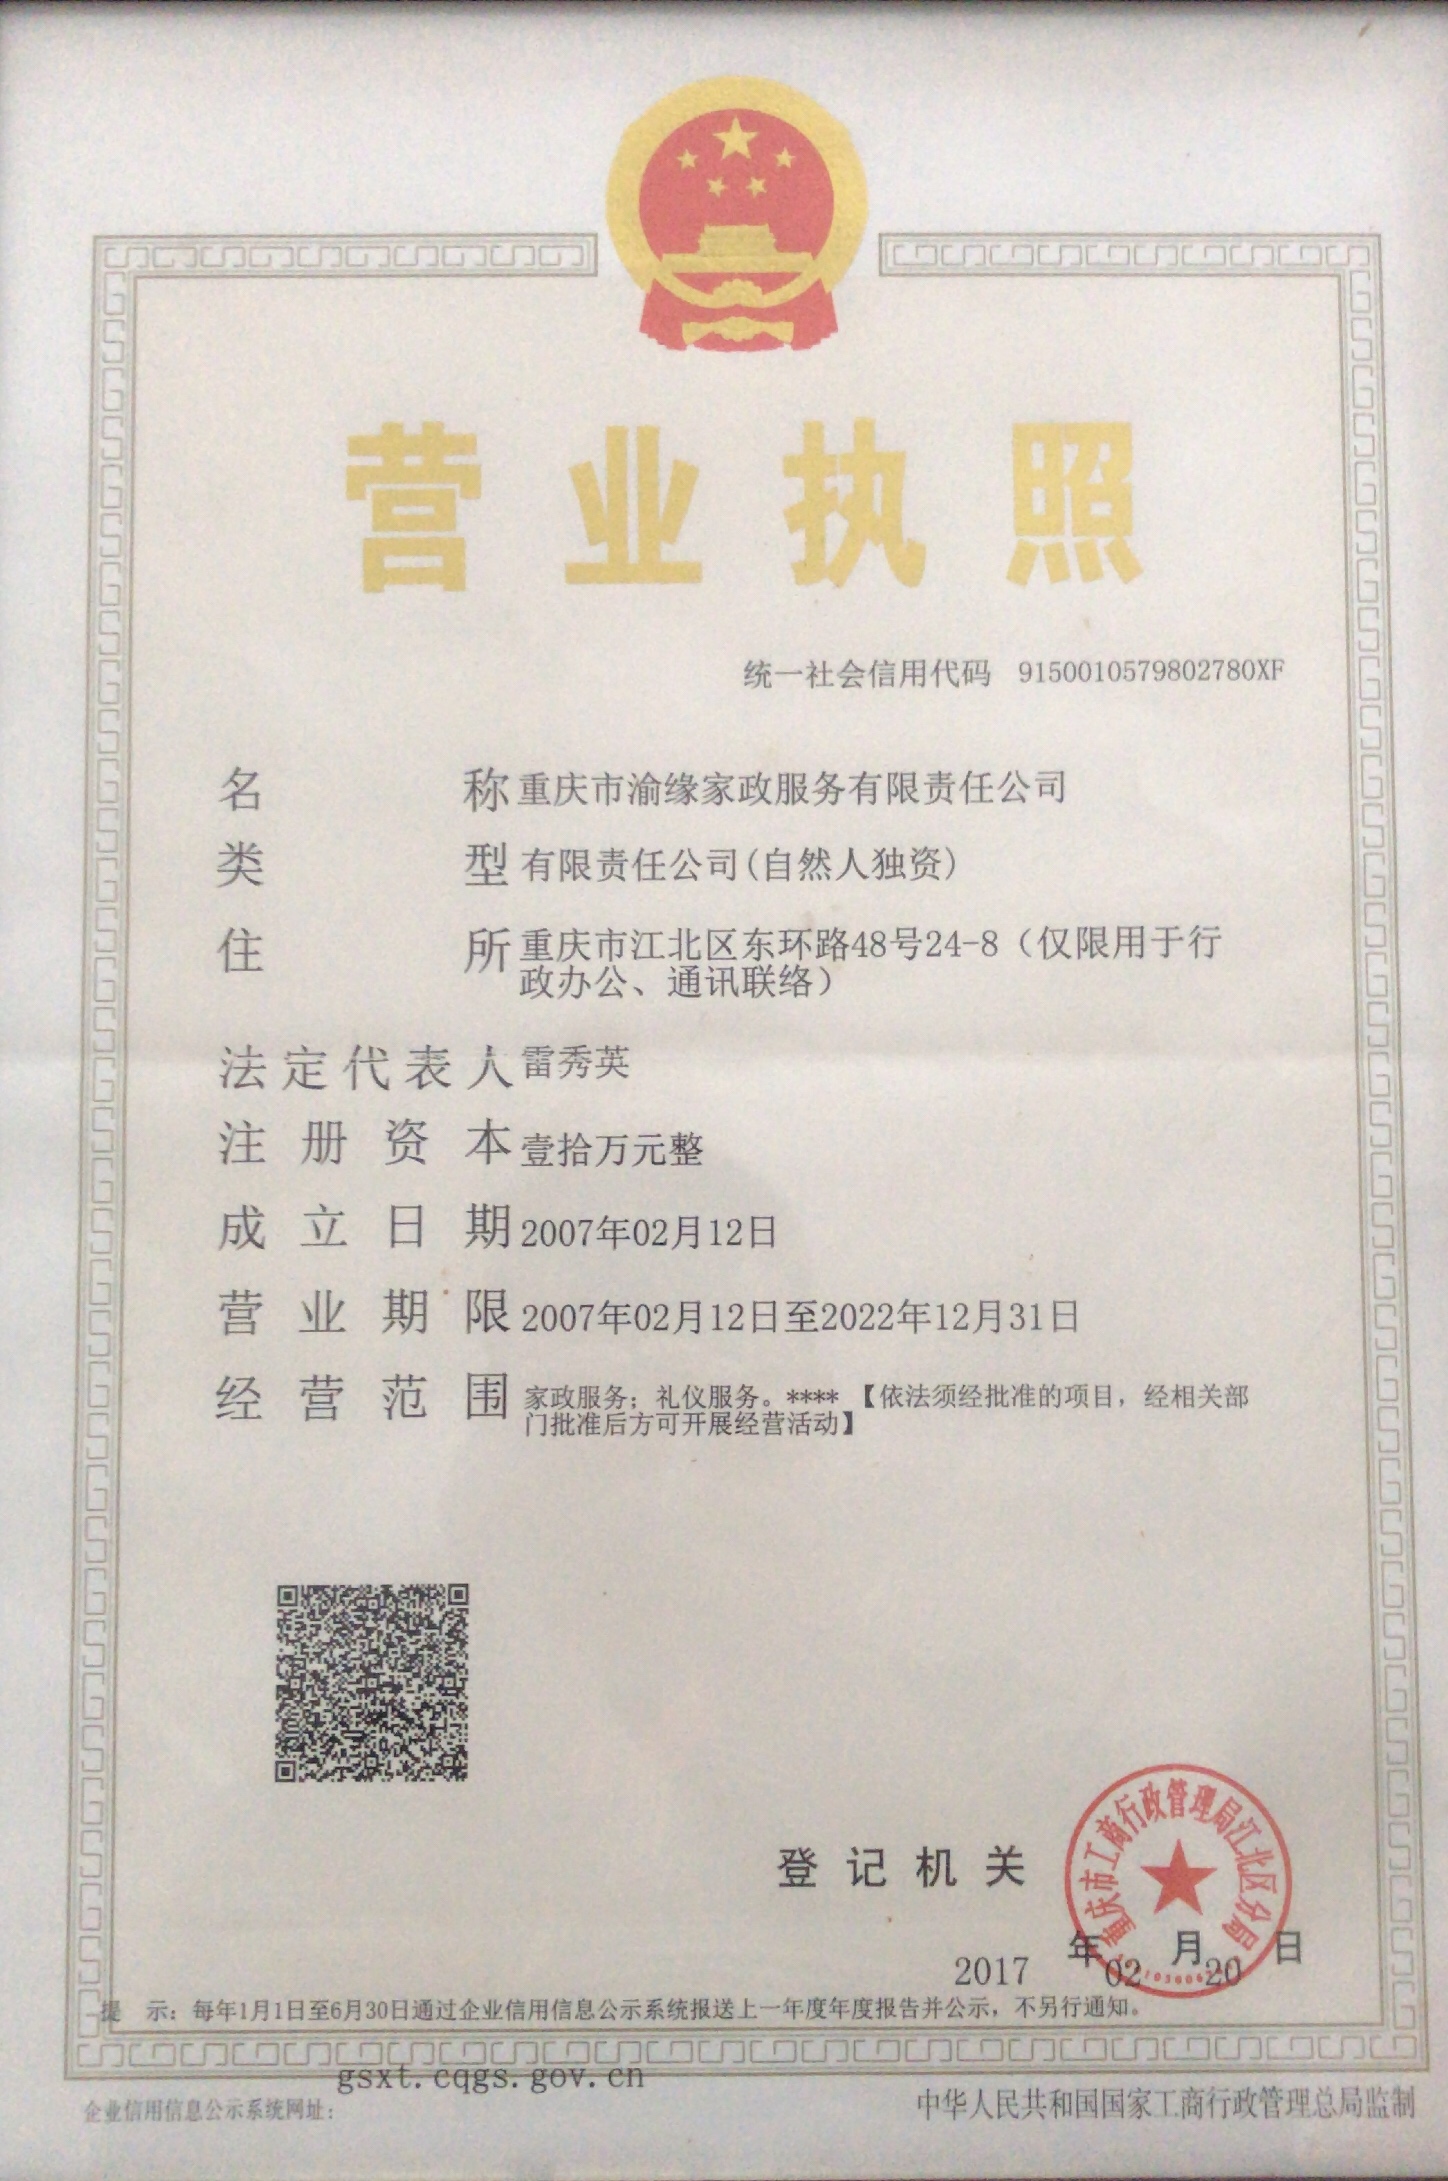 营业执照
统一社会信用代码 9150010579802780XF
名称 重庆市渝缘家政服务有限责任公司
类型 有限责任公司(自然人独资)
住所 重庆市江北区东环路48号24-8（仅限用于行
政办公、通讯联络）
法定代表人 雷秀英
注册资本 壹拾万元整
成立日期 2007年02月12日
营业期限 2007年02月12日至2022年12月31日
经营范围 家政服务；礼仪服务。****【依法须经批准的项目，经相关部
门批准后方可开展经营活动】
登记机关
重庆市工商行政管理局江北区分局
2017年02月20日
提示：每年1月1日至6月30日通过企业信用信息公示系统报送上一年度年度报告并公示，不另行通知。
gsxt.cqgs.gov.cn
企业信用信息公示系统网址：
中华人民共和国国家工商行政管理总局监制